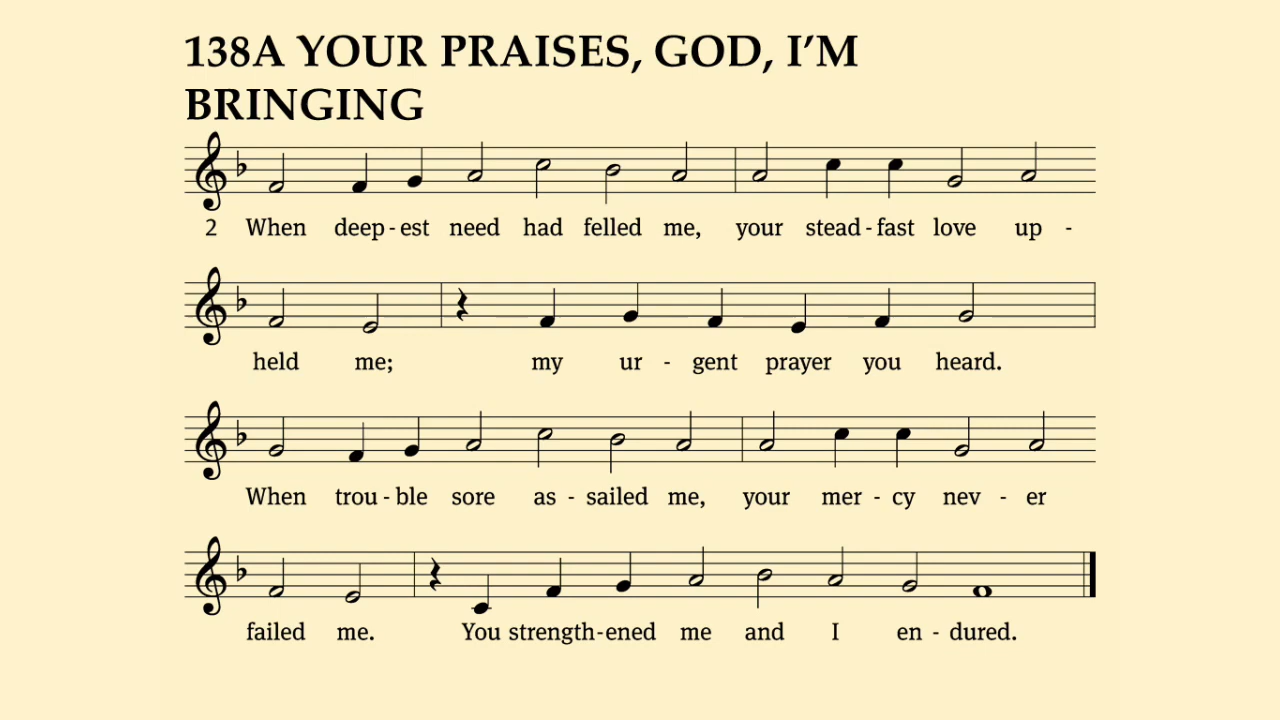 138A YOUR PRAISES, GOD, I’M
BRINGING
2 When deep - est need had felled me, your stead - fast love up -
held me; my ur - gent prayer you heard.
When trou - ble sore as - sailed me, your mer - cy nev - er
failed me. You strength - ened me and I en - dured.